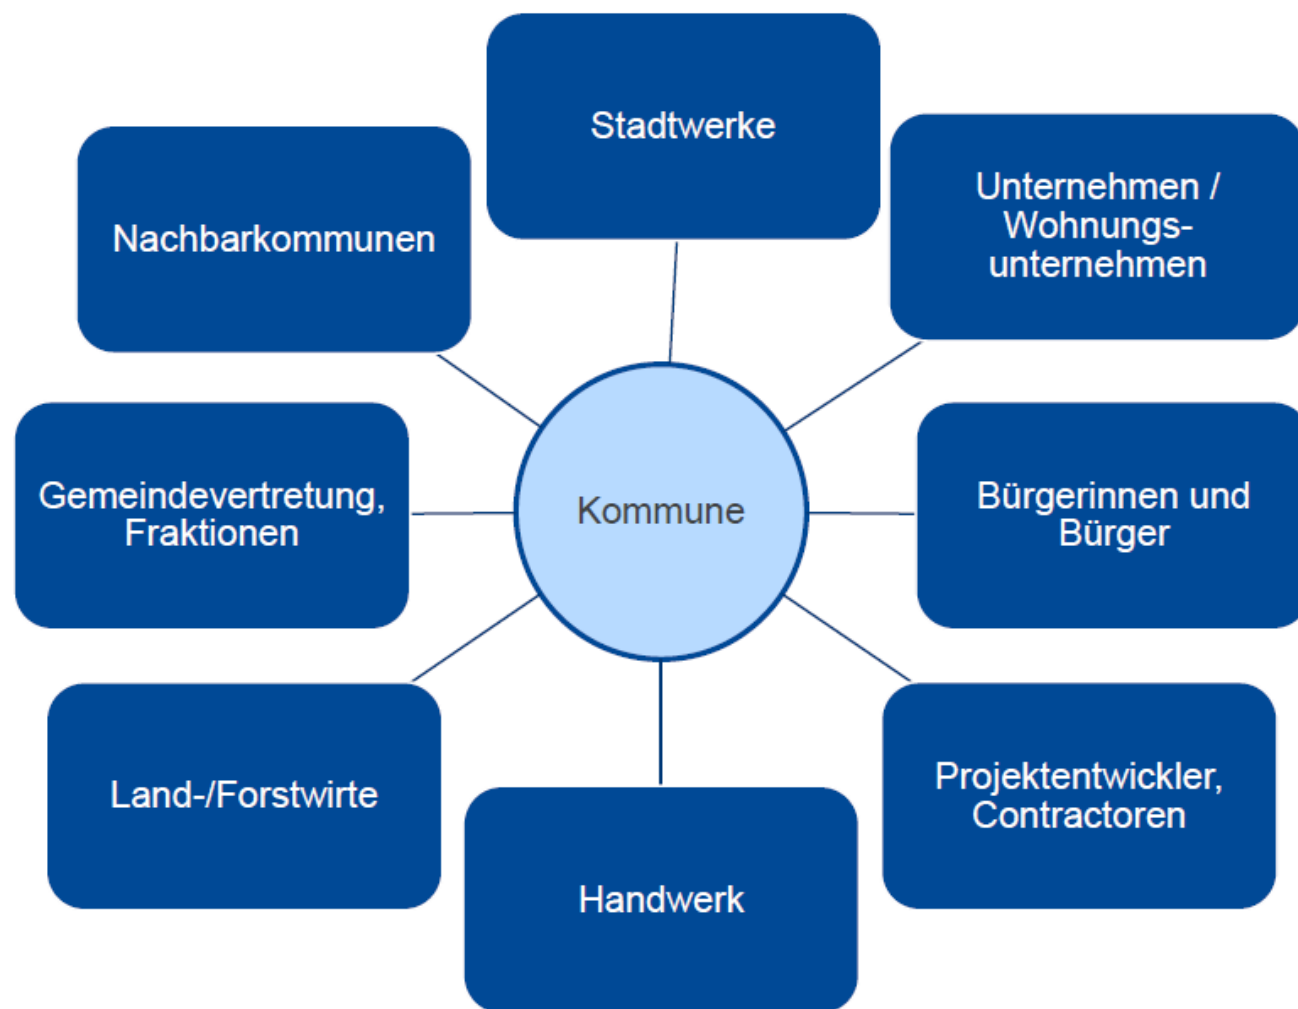 Stadtwerke
Unternehmen /
Wohnungs-
unternehmen
Nachbarkommunen
Gemeindevertretung,
Fraktionen
Kommune
Bürgerinnen und
Bürger
Land-/Forstwirte
Projektentwickler,
Contractoren
Handwerk